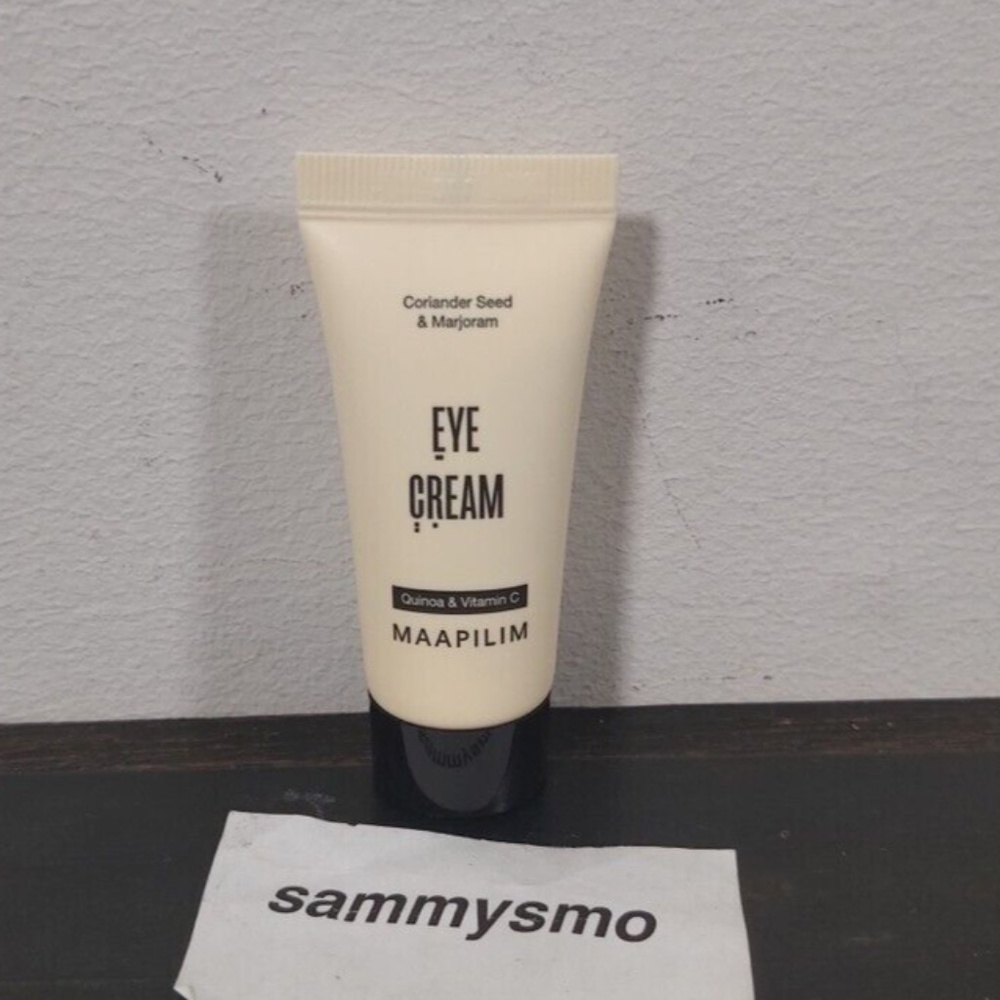 Coriander Seed
& Marjoram
EYE
CREAM
Quinoa & Vitamin C
MAAPILIM
sammysmo